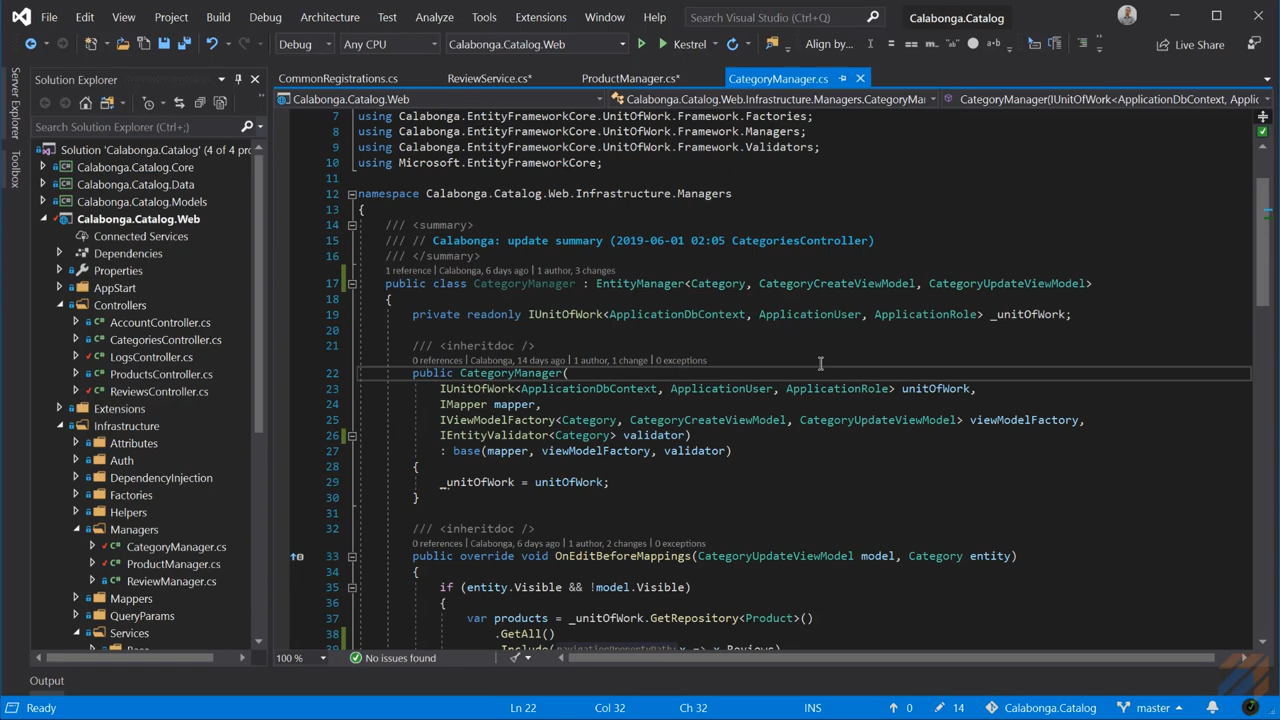 File Edit View Project Build Debug Architecture Test Analyze Tools Extensions Window Help Search Visual Studio (Ctrl+Q) Calabonga.Catalog
Debug Any CPU Calabonga.Catalog.Web Kestrel Align by... Live Share
Server Explorer
Toolbox
Solution Explorer
Search Solution Explorer (Ctrl+;)
Solution 'Calabonga.Catalog' (4 of 4 pro
Calabonga.Catalog.Core
Calabonga.Catalog.Data
Calabonga.Catalog.Models
Calabonga.Catalog.Web
Connected Services
Dependencies
Properties
AppStart
Controllers
AccountController.cs
CategoriesController.cs
LogsController.cs
ProductsController.cs
ReviewsController.cs
Extensions
Infrastructure
Attributes
Auth
DependencyInjection
Factories
Helpers
Managers
CategoryManager.cs
ProductManager.cs
ReviewManager.cs
Mappers
QueryParams
Services
CommonRegistrations.cs ReviewService.cs* ProductManager.cs* CategoryManager.cs
Calabonga.Catalog.Web Calabonga.Catalog.Web.Infrastructure.Managers.CategoryMa CategoryManager(IUnitOfWork<ApplicationDbContext, Applic
7 using Calabonga.EntityFrameworkCore.UnitOfWork.Framework.Factories;
8 using Calabonga.EntityFrameworkCore.UnitOfWork.Framework.Managers;
9 using Calabonga.EntityFrameworkCore.UnitOfWork.Framework.Validators;
10 using Microsoft.EntityFrameworkCore;
11
12 namespace Calabonga.Catalog.Web.Infrastructure.Managers
13 {
14 /// <summary>
15 /// // Calabonga: update summary (2019-06-01 02:05 CategoriesController)
16 /// </summary>
1 reference | Calabonga, 6 days ago | 1 author, 3 changes
17 public class CategoryManager : EntityManager<Category, CategoryCreateViewModel, CategoryUpdateViewModel>
18 {
19 private readonly IUnitOfWork<ApplicationDbContext, ApplicationUser, ApplicationRole> _unitOfWork;
20
21 /// <inheritdoc />
0 references | Calabonga, 14 days ago | 1 author, 1 change | 0 exceptions
22 public CategoryManager(
23 IUnitOfWork<ApplicationDbContext, ApplicationUser, ApplicationRole> unitOfWork,
24 IMapper mapper,
25 IViewModelFactory<Category, CategoryCreateViewModel, CategoryUpdateViewModel> viewModelFactory,
26 IEntityValidator<Category> validator)
27 : base(mapper, viewModelFactory, validator)
28 {
29 _unitOfWork = unitOfWork;
30 }
31
32 /// <inheritdoc />
0 references | Calabonga, 6 days ago | 1 author, 2 changes | 0 exceptions
33 public override void OnEditBeforeMappings(CategoryUpdateViewModel model, Category entity)
34 {
35 if (entity.Visible && !model.Visible)
36 {
37 var products = _unitOfWork.GetRepository<Product>()
38 .GetAll()
100 % No issues found
Output
Ln 22 Col 32 Ch 32 INS 0 14 Calabonga.Catalog master